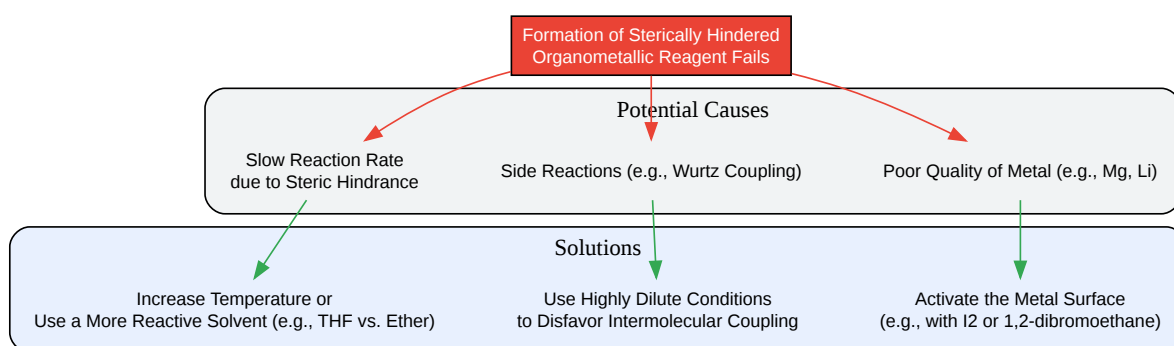 Formation of Sterically Hindered
Organometallic Reagent Fails
Potential Causes
Slow Reaction Rate
due to Steric Hindrance
Side Reactions (e.g., Wurtz Coupling)
Poor Quality of Metal (e.g., Mg, Li)
Solutions
Increase Temperature or
Use a More Reactive Solvent (e.g., THF vs. Ether)
Use Highly Dilute Conditions
to Disfavor Intermolecular Coupling
Activate the Metal Surface
(e.g., with I2 or 1,2-dibromoethane)